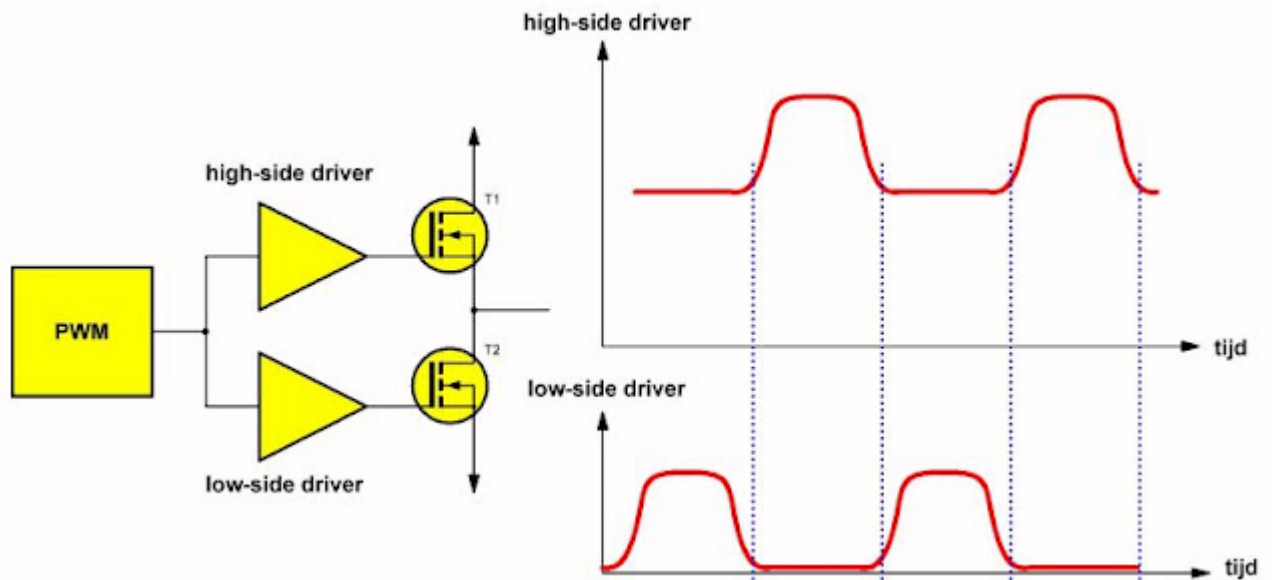 high-side driver
high-side driver
T1
PWM
tijd
T2
low-side driver
low-side driver
tijd